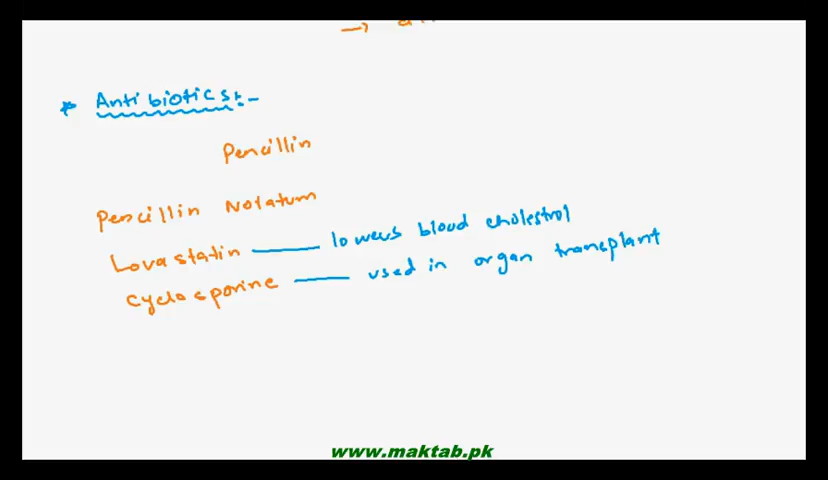 * Antibiotics:-
Pencillin
Pencillin Notatum
Lovastatin —— lowers blood cholestrol
Cyclosporine —— used in organ transplant
www.maktab.pk